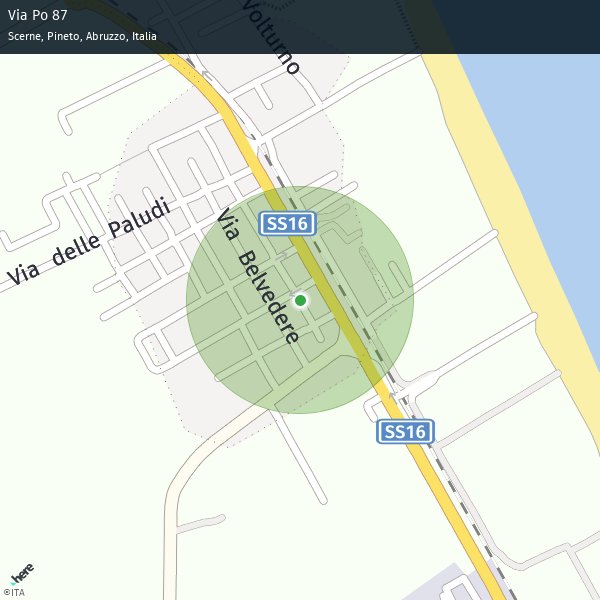 Via Po 87
Scerne, Pineto, Abruzzo, Italia
Volturno
Via delle Paludi
SS16
Via Belvedere
SS16
here
©ITA